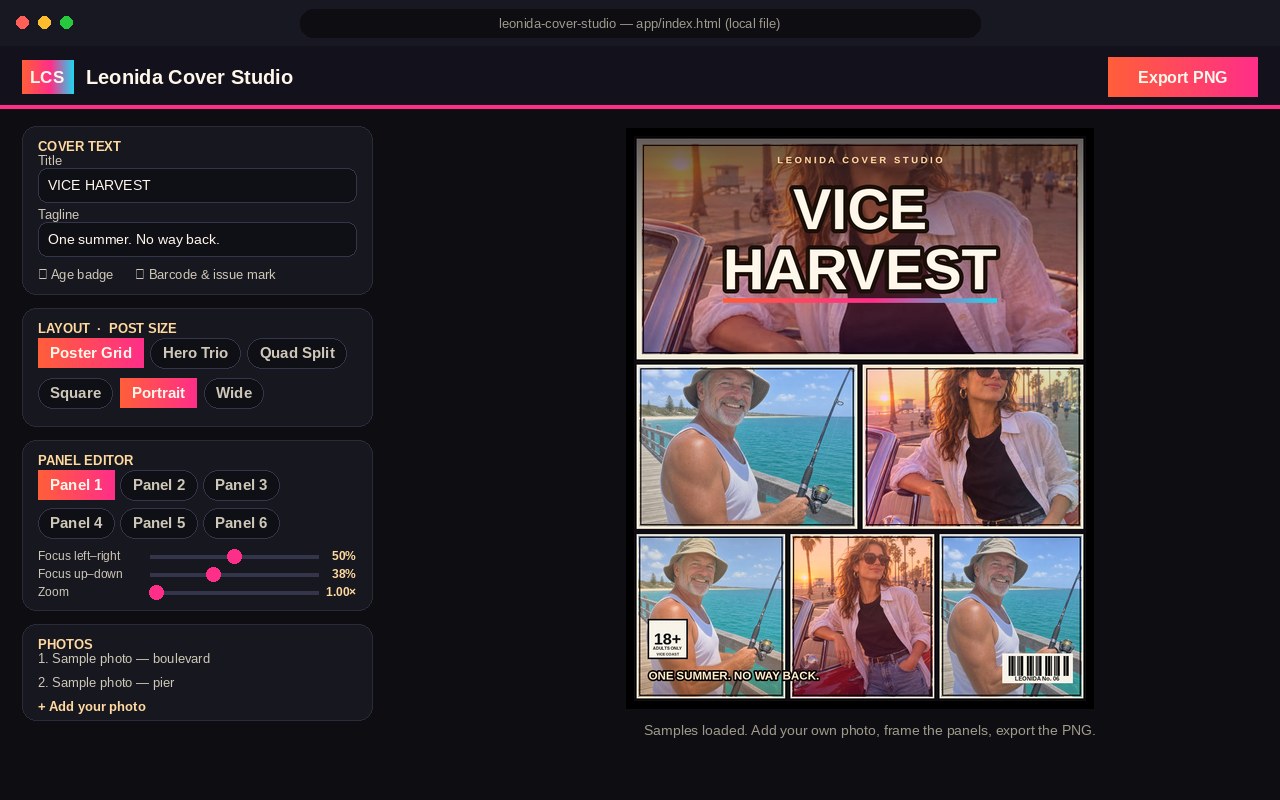 leonida-cover-studio — app/index.html (local file)
LCS
Leonida Cover Studio
Export PNG
COVER TEXT
Title
VICE HARVEST
Tagline
One summer. No way back.
Age badge
Barcode & issue mark
LAYOUT · POST SIZE
Poster Grid
Hero Trio
Quad Split
Square
Portrait
Wide
PANEL EDITOR
Panel 1
Panel 2
Panel 3
Panel 4
Panel 5
Panel 6
Focus left–right
50%
Focus up–down
38%
Zoom
1.00×
PHOTOS
1. Sample photo — boulevard
2. Sample photo — pier
+ Add your photo
LEONIDA COVER STUDIO
VICE
HARVEST
18+
ADULTS ONLY
VICE COAST
ONE SUMMER. NO WAY BACK.
LEONIDA No. 06
Samples loaded. Add your own photo, frame the panels, export the PNG.